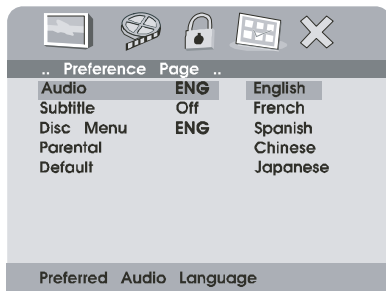 .. Preference Page ..
Audio ENG English
Subtitle Off French
Disc Menu ENG Spanish
Parental Chinese
Default Japanese
Preferred Audio Language